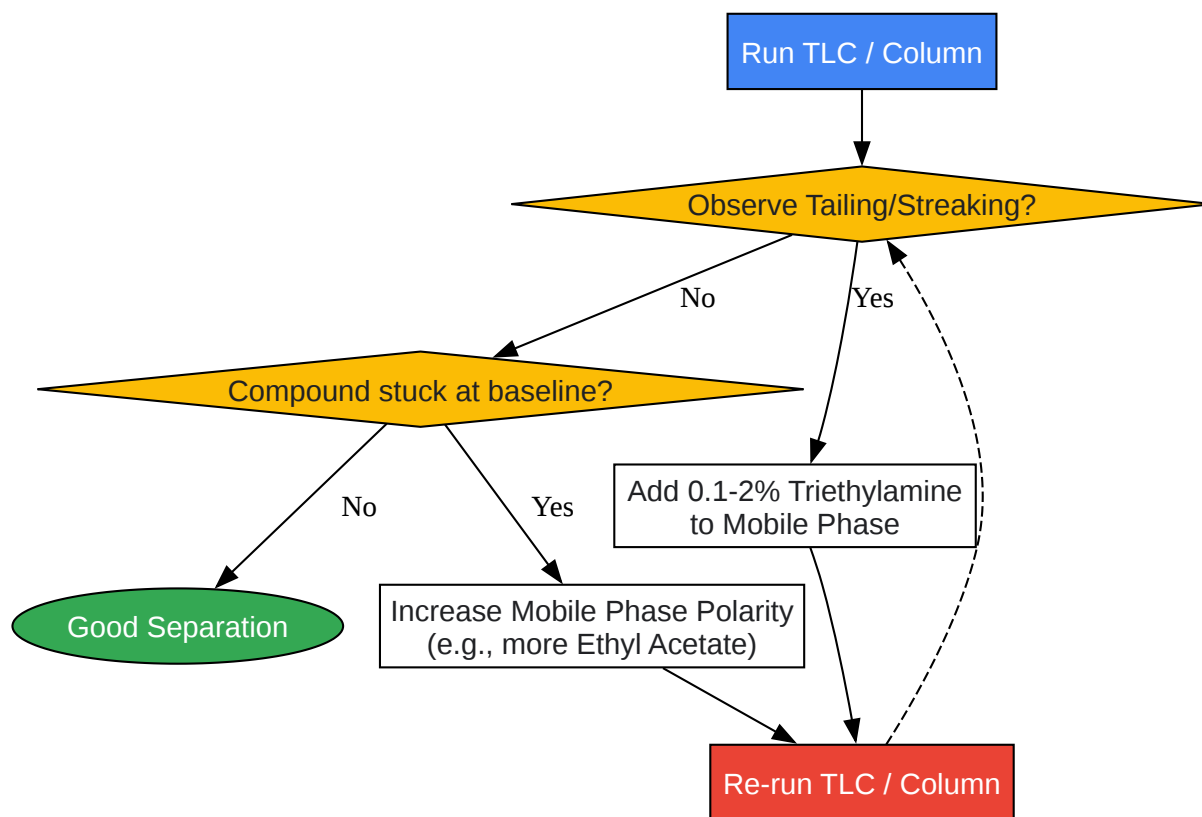 Run TLC / Column
Observe Tailing/Streaking?
No
Yes
Compound stuck at baseline?
Add 0.1-2% Triethylamine
to Mobile Phase
No
Yes
Good Separation
Increase Mobile Phase Polarity
(e.g., more Ethyl Acetate)
Re-run TLC / Column